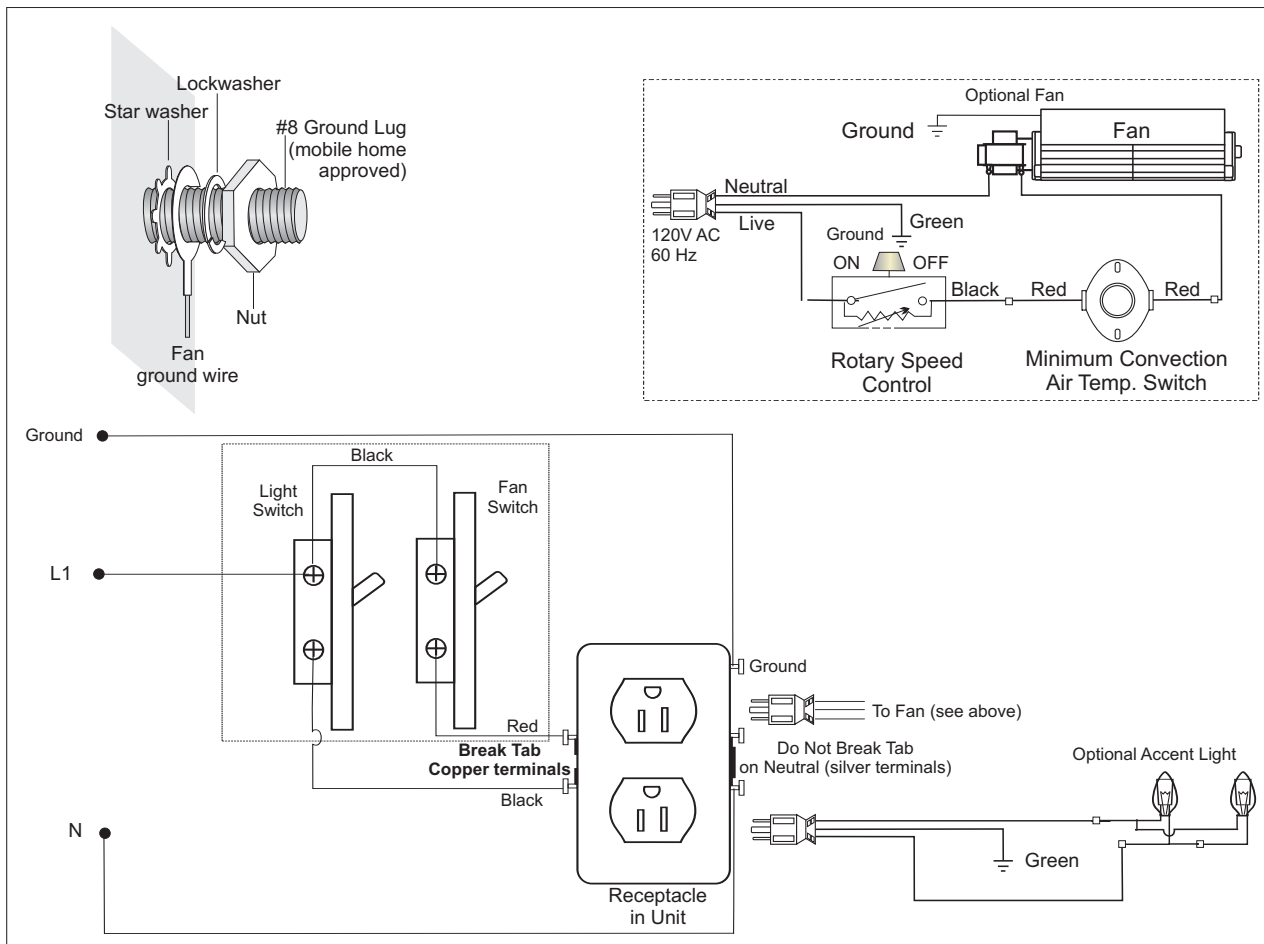 Lockwasher
Star washer
#8 Ground Lug
(mobile home
approved)
Nut
Fan
ground wire
Optional Fan
Ground
Fan
Neutral
Live
Green
120V AC
60 Hz
Ground
ON
OFF
Black
Red
Red
Rotary Speed
Control
Minimum Convection
Air Temp. Switch
Ground
Black
Light
Switch
Fan
Switch
L1
Ground
To Fan (see above)
Red
Break Tab
Copper terminals
Do Not Break Tab
on Neutral (silver terminals)
Optional Accent Light
Black
N
Green
Receptacle
in Unit